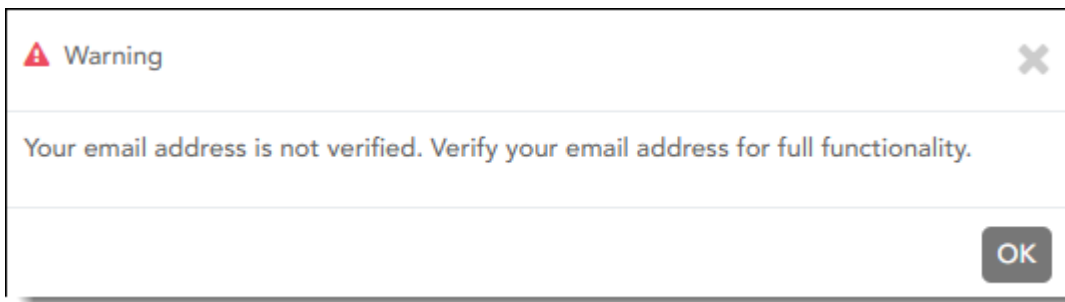 Warning
Your email address is not verified. Verify your email address for full functionality.
OK